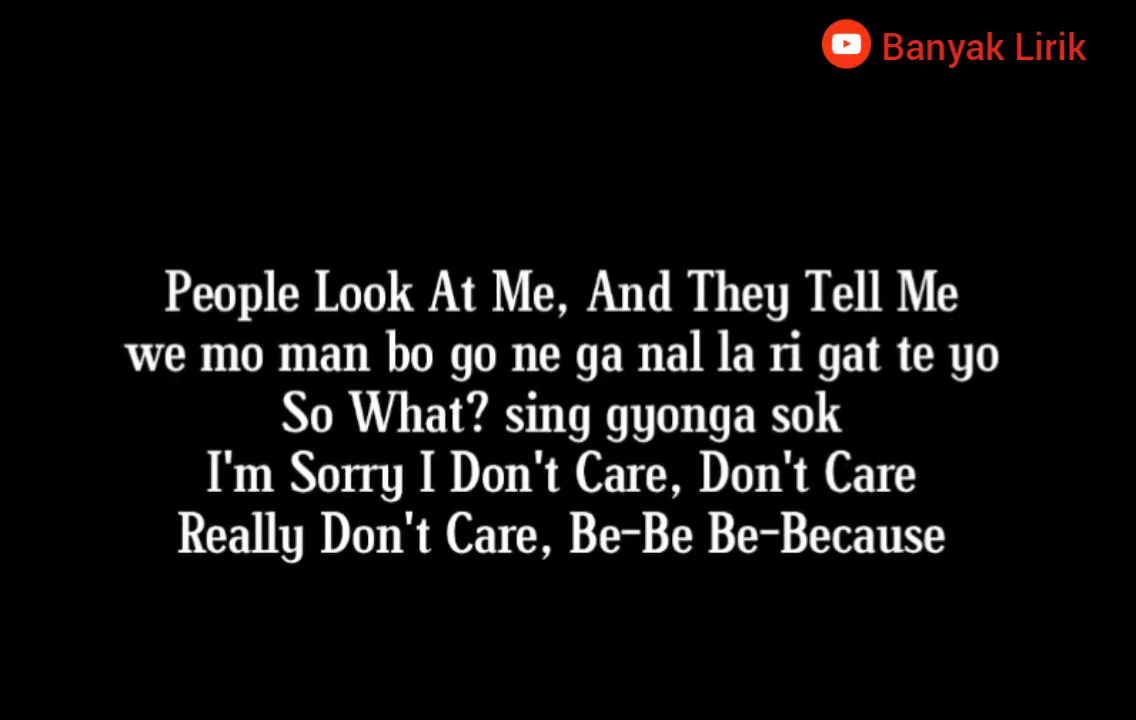 Banyak Lirik
People Look At Me, And They Tell Me
we mo man bo go ne ga nal la ri gat te yo
So What? sing gyonga sok
I'm Sorry I Don't Care, Don't Care
Really Don't Care, Be-Be Be-Because